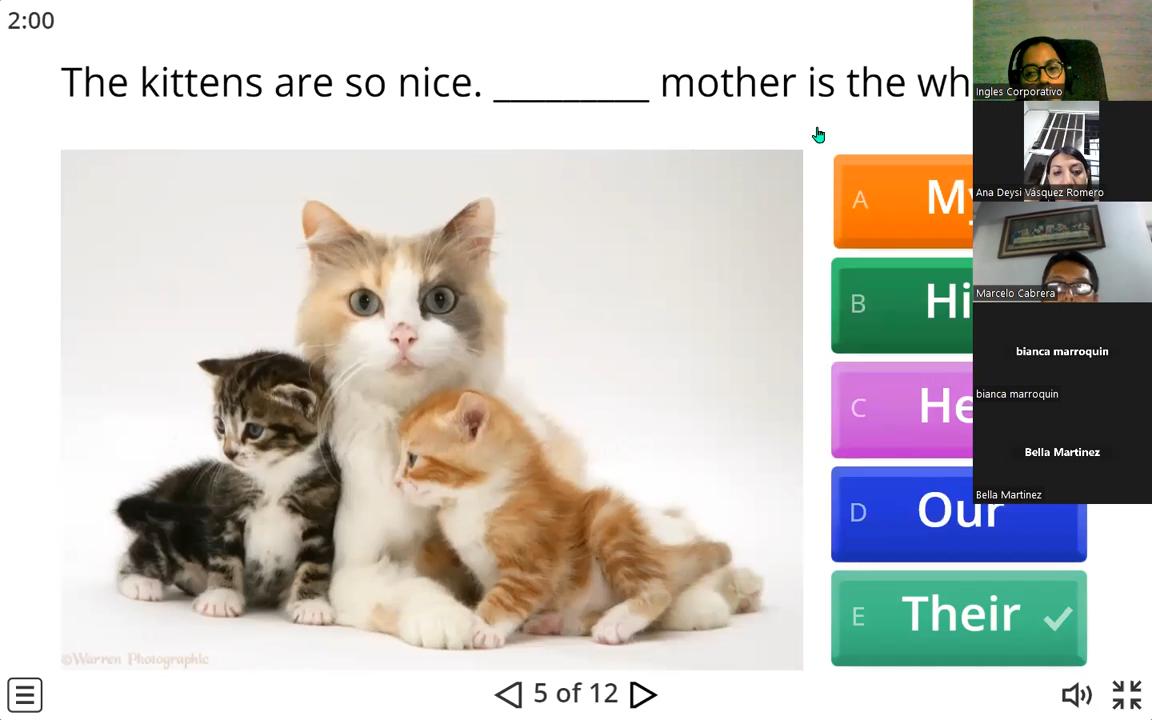 2:00
The kittens are so nice. _________ mother is the wh
Ingles Corporativo
Ana Deysi Vásquez Romero
A
B Hi
Marcelo Cabrera
bianca marroquin
bianca marroquin
C He
Bella Martinez
Bella Martinez
D Our
E Their
©Warren Photographic
5 of 12